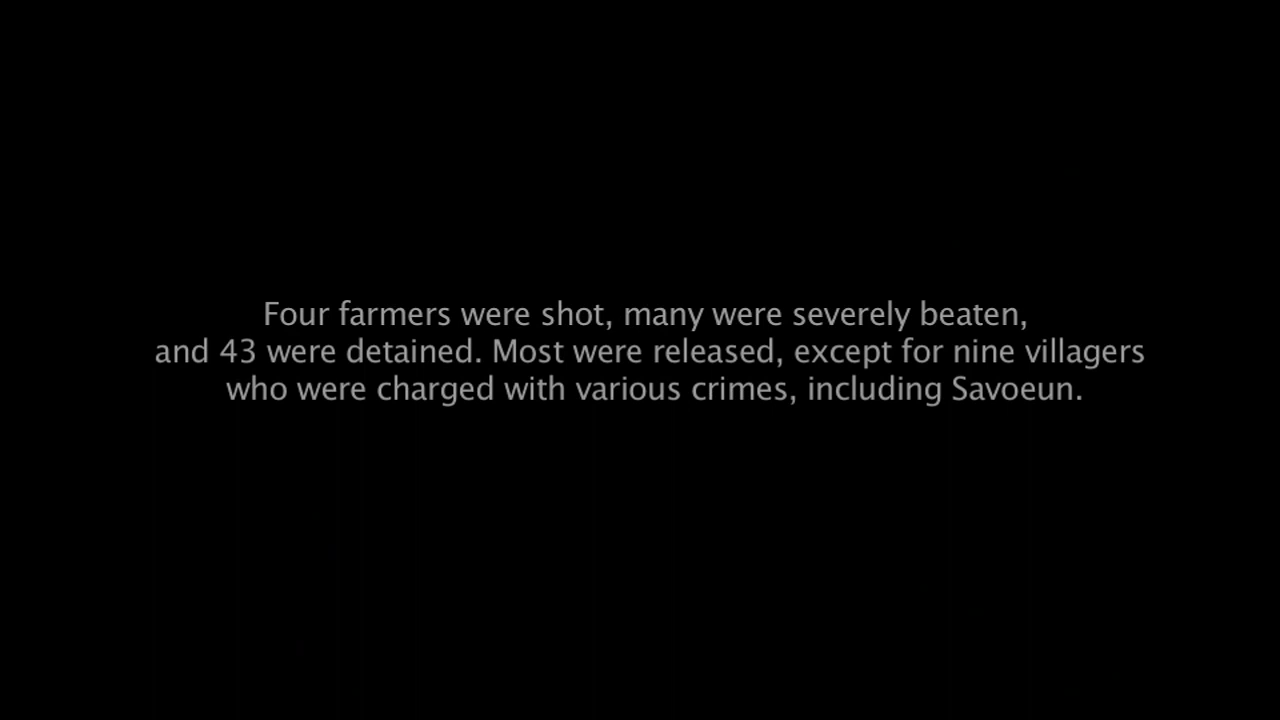 Four farmers were shot, many were severely beaten,
and 43 were detained. Most were released, except for nine villagers
who were charged with various crimes, including Savoeun.